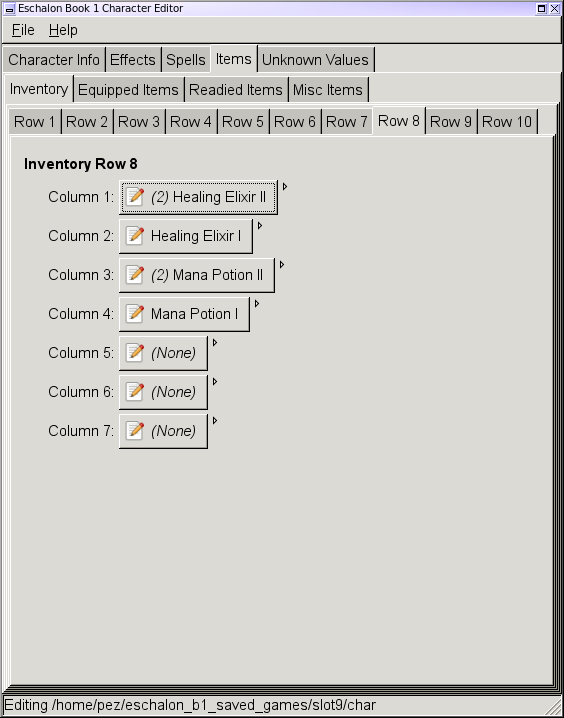 Eschalon Book 1 Character Editor
File Help
Character Info Effects Spells Items Unknown Values
Inventory Equipped Items Readied Items Misc Items
Row 1 Row 2 Row 3 Row 4 Row 5 Row 6 Row 7 Row 8 Row 9 Row 10
Inventory Row 8
Column 1: (2) Healing Elixir II
Column 2: Healing Elixir I
Column 3: (2) Mana Potion II
Column 4: Mana Potion I
Column 5: (None)
Column 6: (None)
Column 7: (None)
Editing /home/pez/eschalon_b1_saved_games/slot9/char